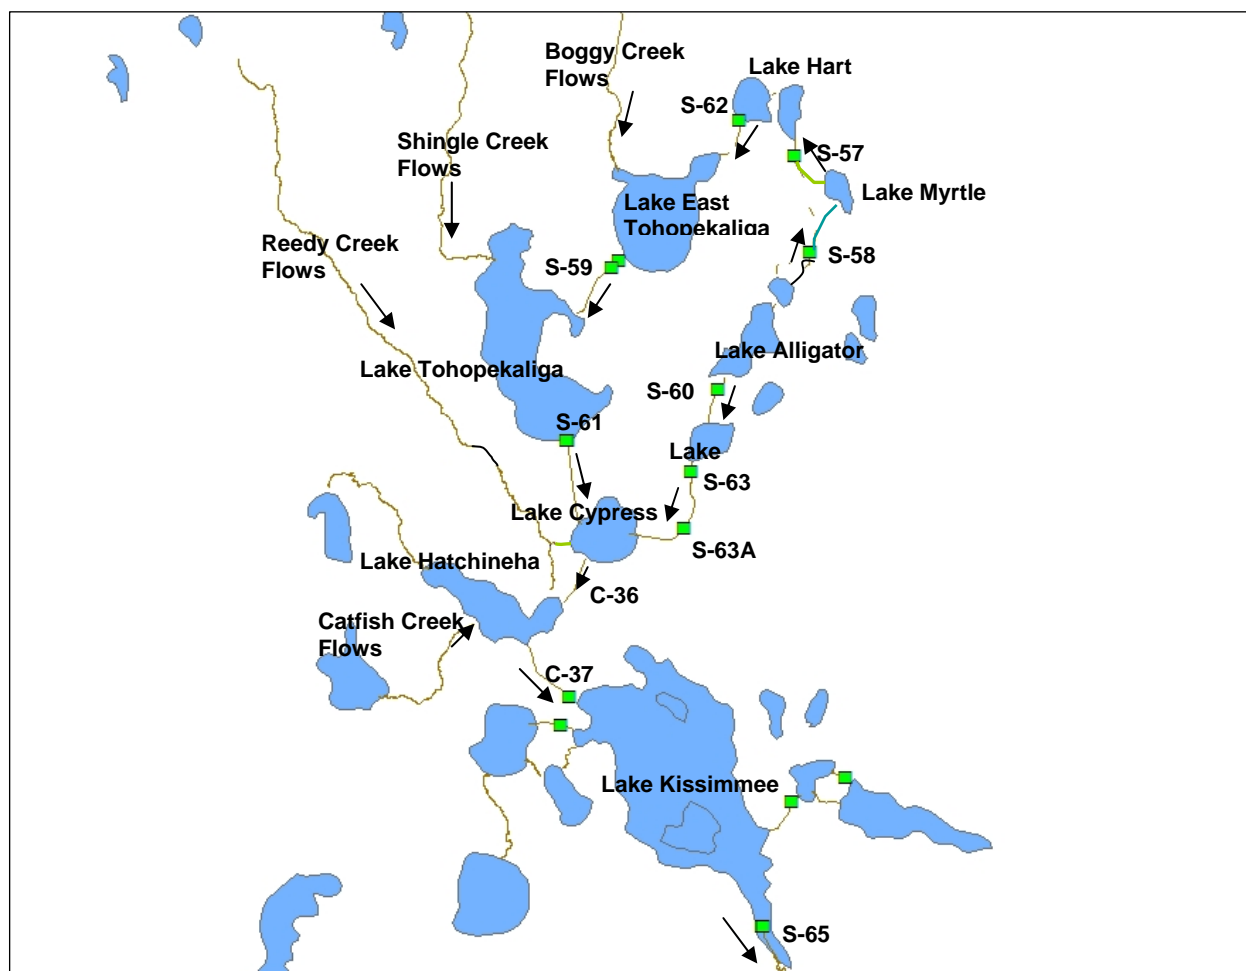 Boggy Creek
Flows
Lake Hart
S-62
Shingle Creek
Flows
S-57
Lake Myrtle
Lake East
Tohopekaliga
Reedy Creek
Flows
S-59
S-58
Lake Alligator
Lake Tohopekaliga
S-60
S-61
Lake
S-63
Lake Cypress
S-63A
Lake Hatchineha
C-36
Catfish Creek
Flows
C-37
Lake Kissimmee
S-65